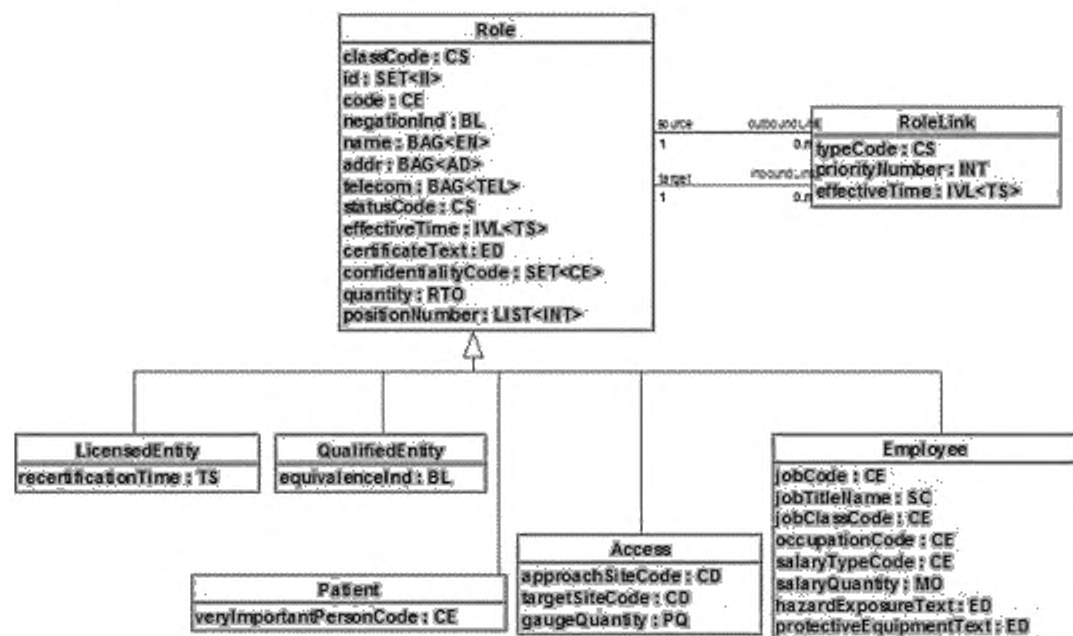 Role
classCode : CS
id : SET<II>
code : CE
negationInd : BL
name : BAG<EN>
addr : BAG<AD>
telecom : BAG<TEL>
statusCode : CS
effectiveTime : IVL<TS>
certificateText : ED
confidentialityCode : SET<CE>
quantity : RTO
positionNumber : LIST<INT>
source
outboundLink
1
0..n
target
inboundLink
1
0..n
RoleLink
typeCode : CS
priorityNumber : INT
effectiveTime : IVL<TS>
LicensedEntity
recertificationTime : TS
QualifiedEntity
equivalenceInd : BL
Patient
veryImportantPersonCode : CE
Access
approachSiteCode : CD
targetSiteCode : CD
gaugeQuantity : PQ
Employee
jobCode : CE
jobTitleName : SC
jobClassCode : CE
occupationCode : CE
salaryTypeCode : CE
salaryQuantity : MO
hazardExposureText : ED
protectiveEquipmentText : ED